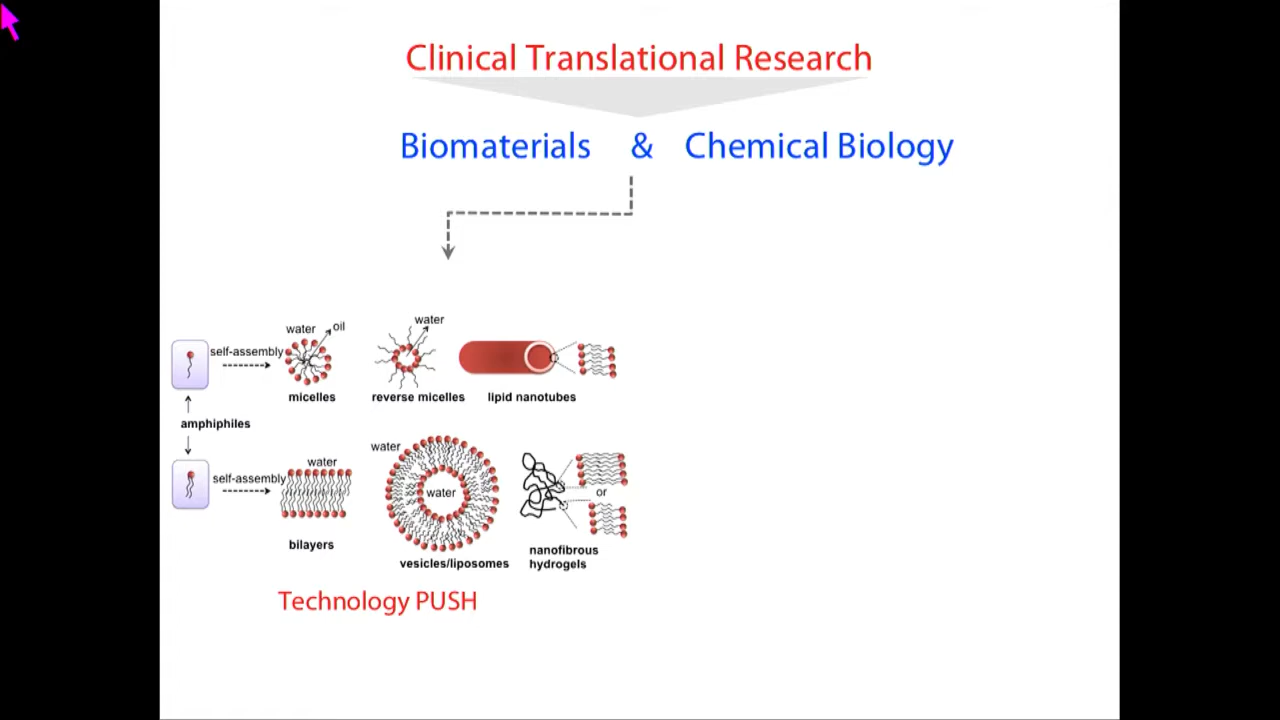 Clinical Translational Research
Biomaterials & Chemical Biology
water
oil
self-assembly
micelles
water
reverse micelles
lipid nanotubes
amphiphiles
self-assembly
water
bilayers
water
water
vesicles/liposomes
or
nanofibrous
hydrogels
Technology PUSH